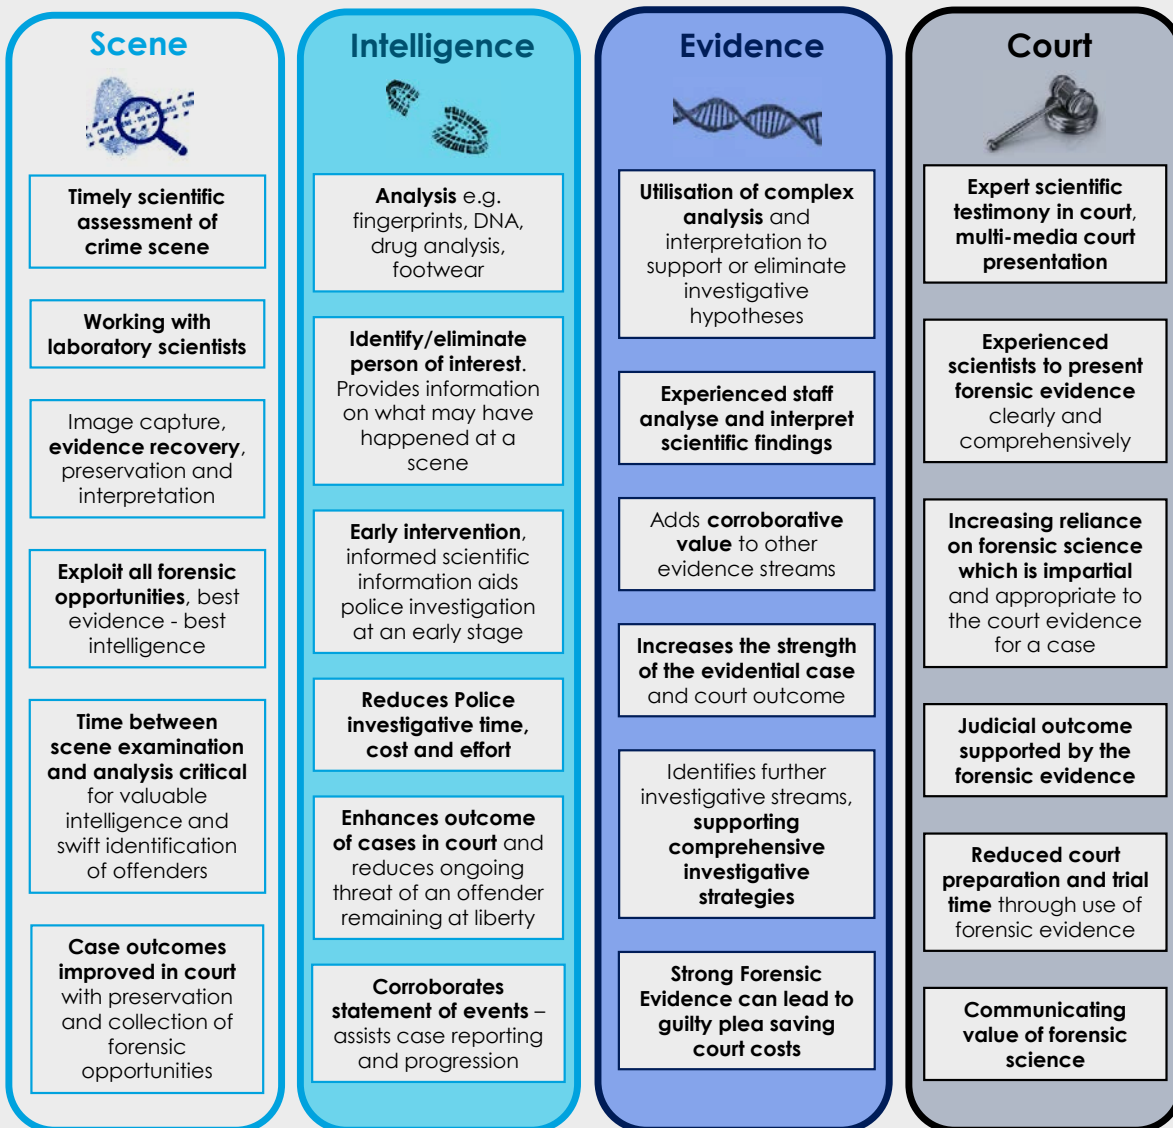 Scene
Timely scientific
assessment of
crime scene
Working with
laboratory scientists
Image capture,
evidence recovery,
preservation and
interpretation
Exploit all forensic
opportunities, best
evidence - best
intelligence
Time between
scene examination
and analysis critical
for valuable
intelligence and
swift identification
of offenders
Case outcomes
improved in court
with preservation
and collection of
forensic
opportunities
Intelligence
Analysis e.g.
fingerprints, DNA,
drug analysis,
footwear
Identify/eliminate
person of interest.
Provides information
on what may have
happened at a
scene
Early intervention,
informed scientific
information aids
police investigation
at an early stage
Reduces Police
investigative time,
cost and effort
Enhances outcome
of cases in court and
reduces ongoing
threat of an offender
remaining at liberty
Corroborates
statement of events –
assists case reporting
and progression
Evidence
Utilisation of complex
analysis and
interpretation to
support or eliminate
investigative
hypotheses
Experienced staff
analyse and interpret
scientific findings
Adds corroborative
value to other
evidence streams
Increases the strength
of the evidential case
and court outcome
Identifies further
investigative streams,
supporting
comprehensive
investigative
strategies
Strong Forensic
Evidence can lead to
guilty plea saving
court costs
Court
Expert scientific
testimony in court,
multi-media court
presentation
Experienced
scientists to present
forensic evidence
clearly and
comprehensively
Increasing reliance
on forensic science
which is impartial
and appropriate to
the court evidence
for a case
Judicial outcome
supported by the
forensic evidence
Reduced court
preparation and trial
time through use of
forensic evidence
Communicating
value of forensic
science